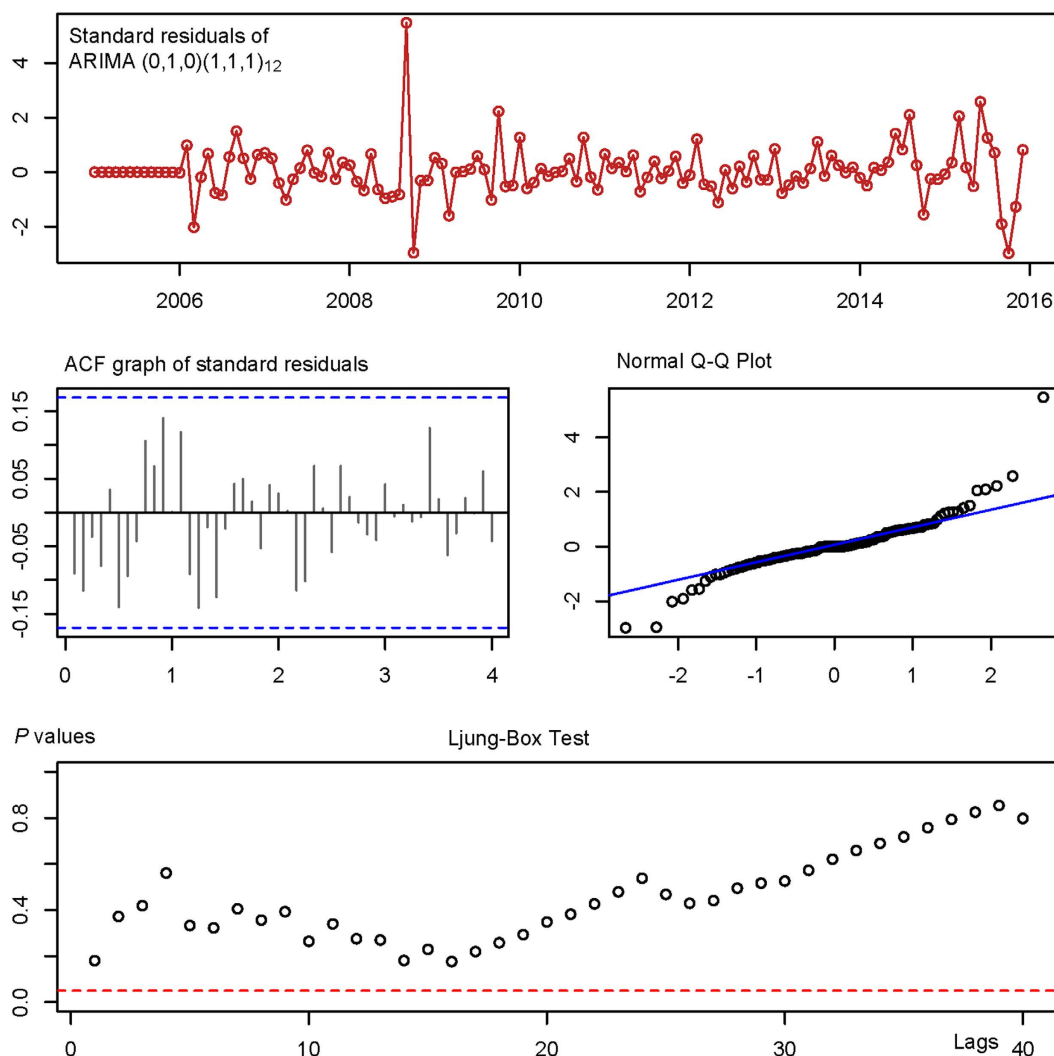 Standard residuals of
ARIMA (0,1,0)(1,1,1)12
4
2
0
-2
2006 2008 2010 2012 2014 2016
ACF graph of standard residuals
0.15
0.05
-0.05
-0.15
0 1 2 3 4
Normal Q-Q Plot
4
2
0
-2
-2 -1 0 1 2
P values
Ljung-Box Test
0.8
0.4
0.0
0 10 20 30 40
Lags